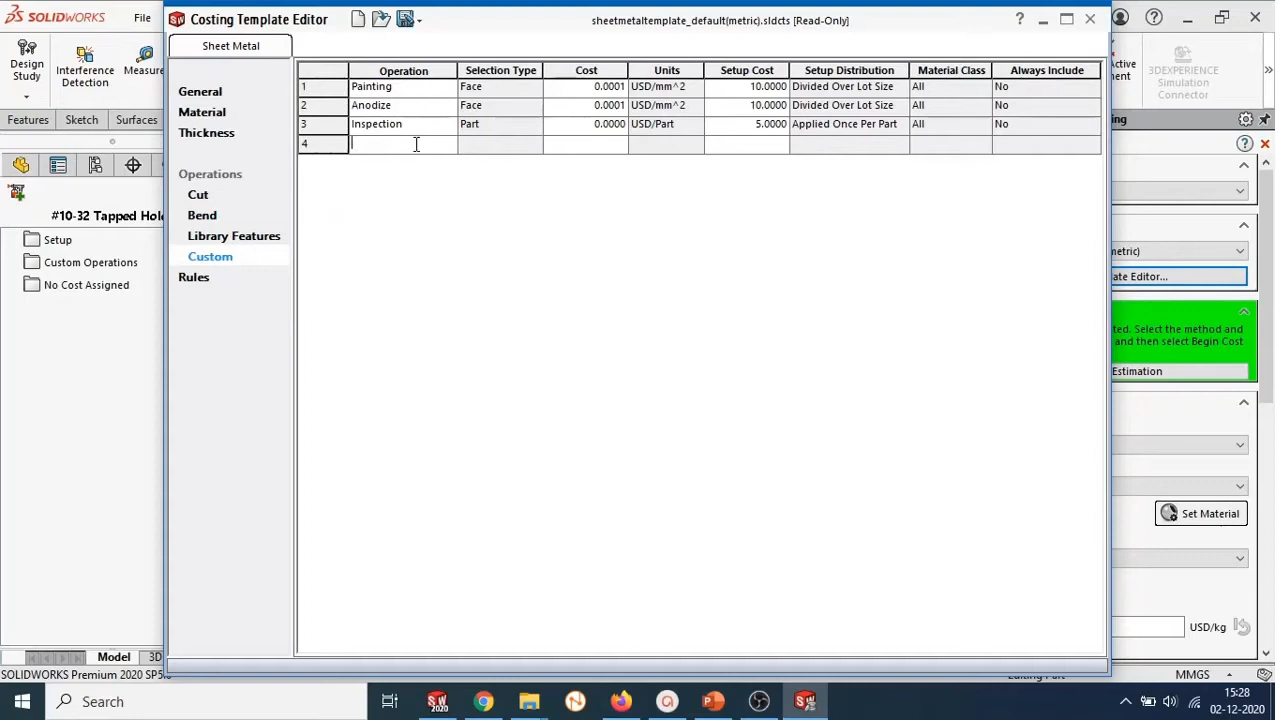 SOLIDWORKS
File
Costing Template Editor
sheetmetaltemplate_default(metric).sldcts [Read-Only]
Design
Study
Interference
Detection
Measure
Active
3DEXPERIENCE
Simulation
Connector
Sheet Metal
Features
Sketch
Surfaces
#10-32 Tapped Hol
Setup
Custom Operations
No Cost Assigned
General
Material
Thickness
Operations
Cut
Bend
Library Features
Custom
Rules
Operation Selection Type Cost Units Setup Cost Setup Distribution Material Class Always Include
1 Painting Face 0.0001 USD/mm^2 10.0000 Divided Over Lot Size All No
2 Anodize Face 0.0001 USD/mm^2 10.0000 Divided Over Lot Size All No
3 Inspection Part 0.0000 USD/Part 5.0000 Applied Once Per Part All No
4
ing
metric)
ate Editor...
ted. Select the method and
and then select Begin Cost
Estimation
Set Material
USD/kg
Model
3D
SOLIDWORKS Premium 2020 SP5.0
Editing Part
MMGS
Search
SW
2020
15:28
02-12-2020